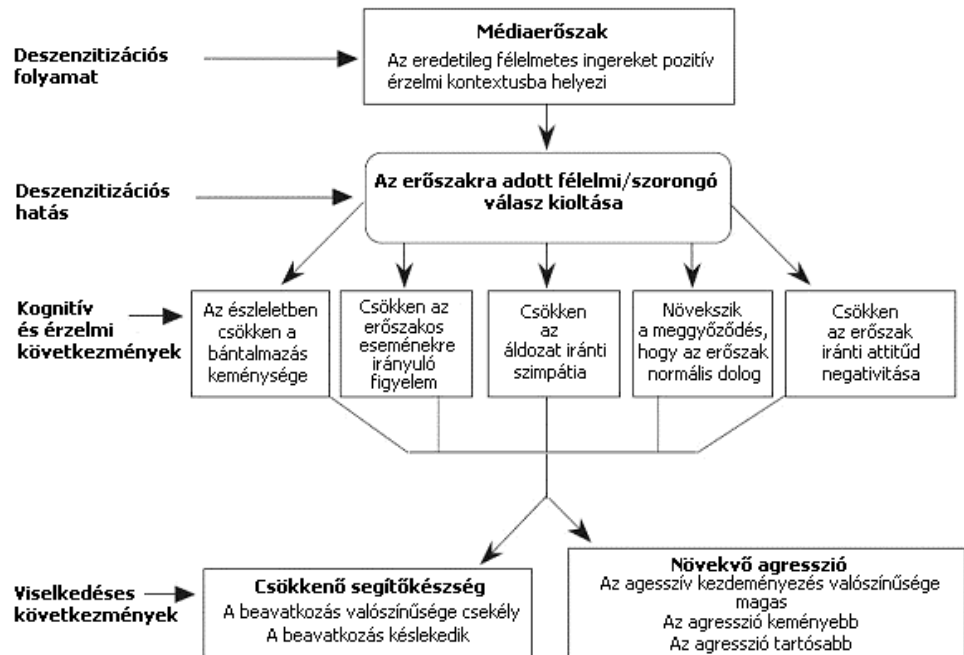 Médiaerőszak
Deszenzitizációs
folyamat
Az eredetileg félelmetes ingereket pozitív
érzelmi kontextusba helyezi
Deszenzitizációs
hatás
Az erőszakra adott félelmi/szorongó
válasz kioltása
Kognitív
és érzelmi
következmények
Az észleletben
csökken a
bántalmazás
keménysége
Csökken az
erőszakos
eseménekre
irányuló
figyelem
Csökken
az
áldozat iránti
szimpátia
Növekszik
a meggyőződés,
hogy az erőszak
normális dolog
Csökken
az erőszak
iránti attitűd
negativitása
Viselkedéses
következmények
Csökkenő segítőkészség
A beavatkozás valószínűsége csekély
A beavatkozás késlekedik
Növekvő agresszió
Az agesszív kezdeményezés valószínűsége
magas
Az agresszió keményebb
Az agresszió tartósabb